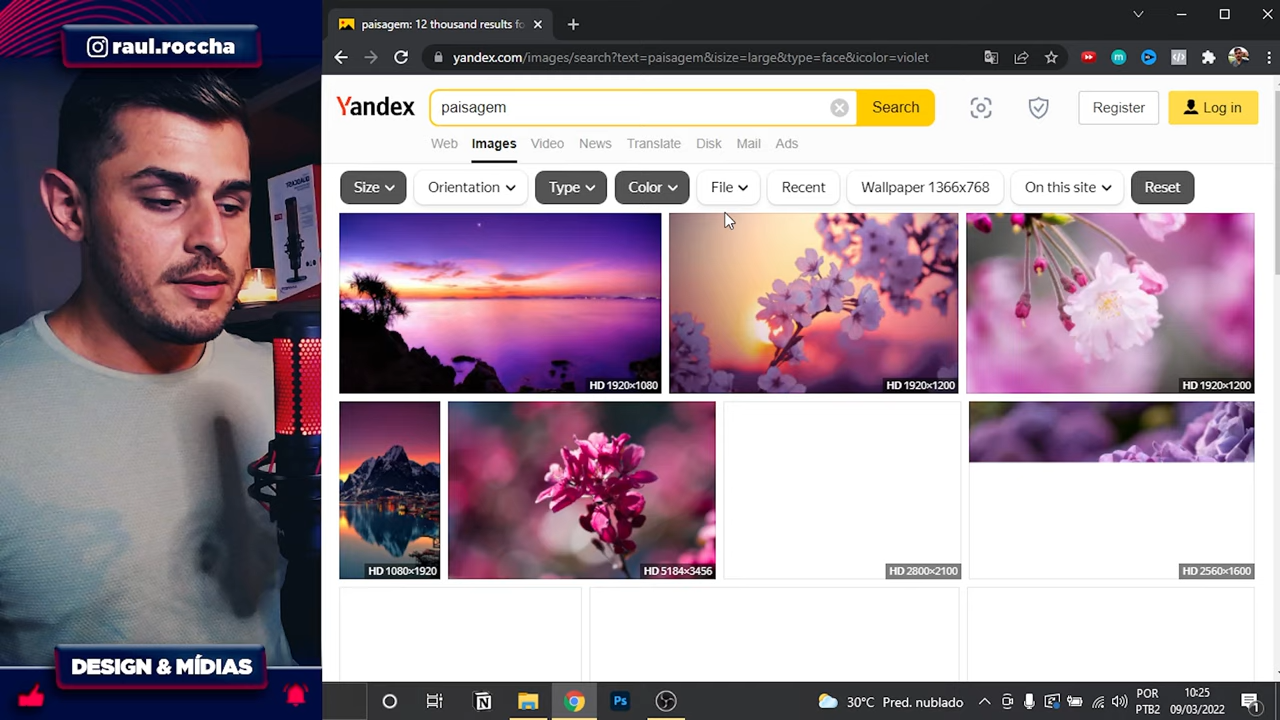 raul.roccha
DESIGN & MÍDIAS
paisagem: 12 thousand results fo
yandex.com/images/search?text=paisagem&isize=large&type=face&icolor=violet
Yandex
paisagem
Search
Register
Log in
Web
Images
Video
News
Translate
Disk
Mail
Ads
Size
Orientation
Type
Color
File
Recent
Wallpaper 1366x768
On this site
Reset
HD 1920×1080
HD 1920×1200
HD 1920×1200
HD 1080×1920
HD 5184×3456
HD 2800×2100
HD 2560×1600
Ps
30°C Pred. nublado
POR
PTB2
10:25
09/03/2022
1